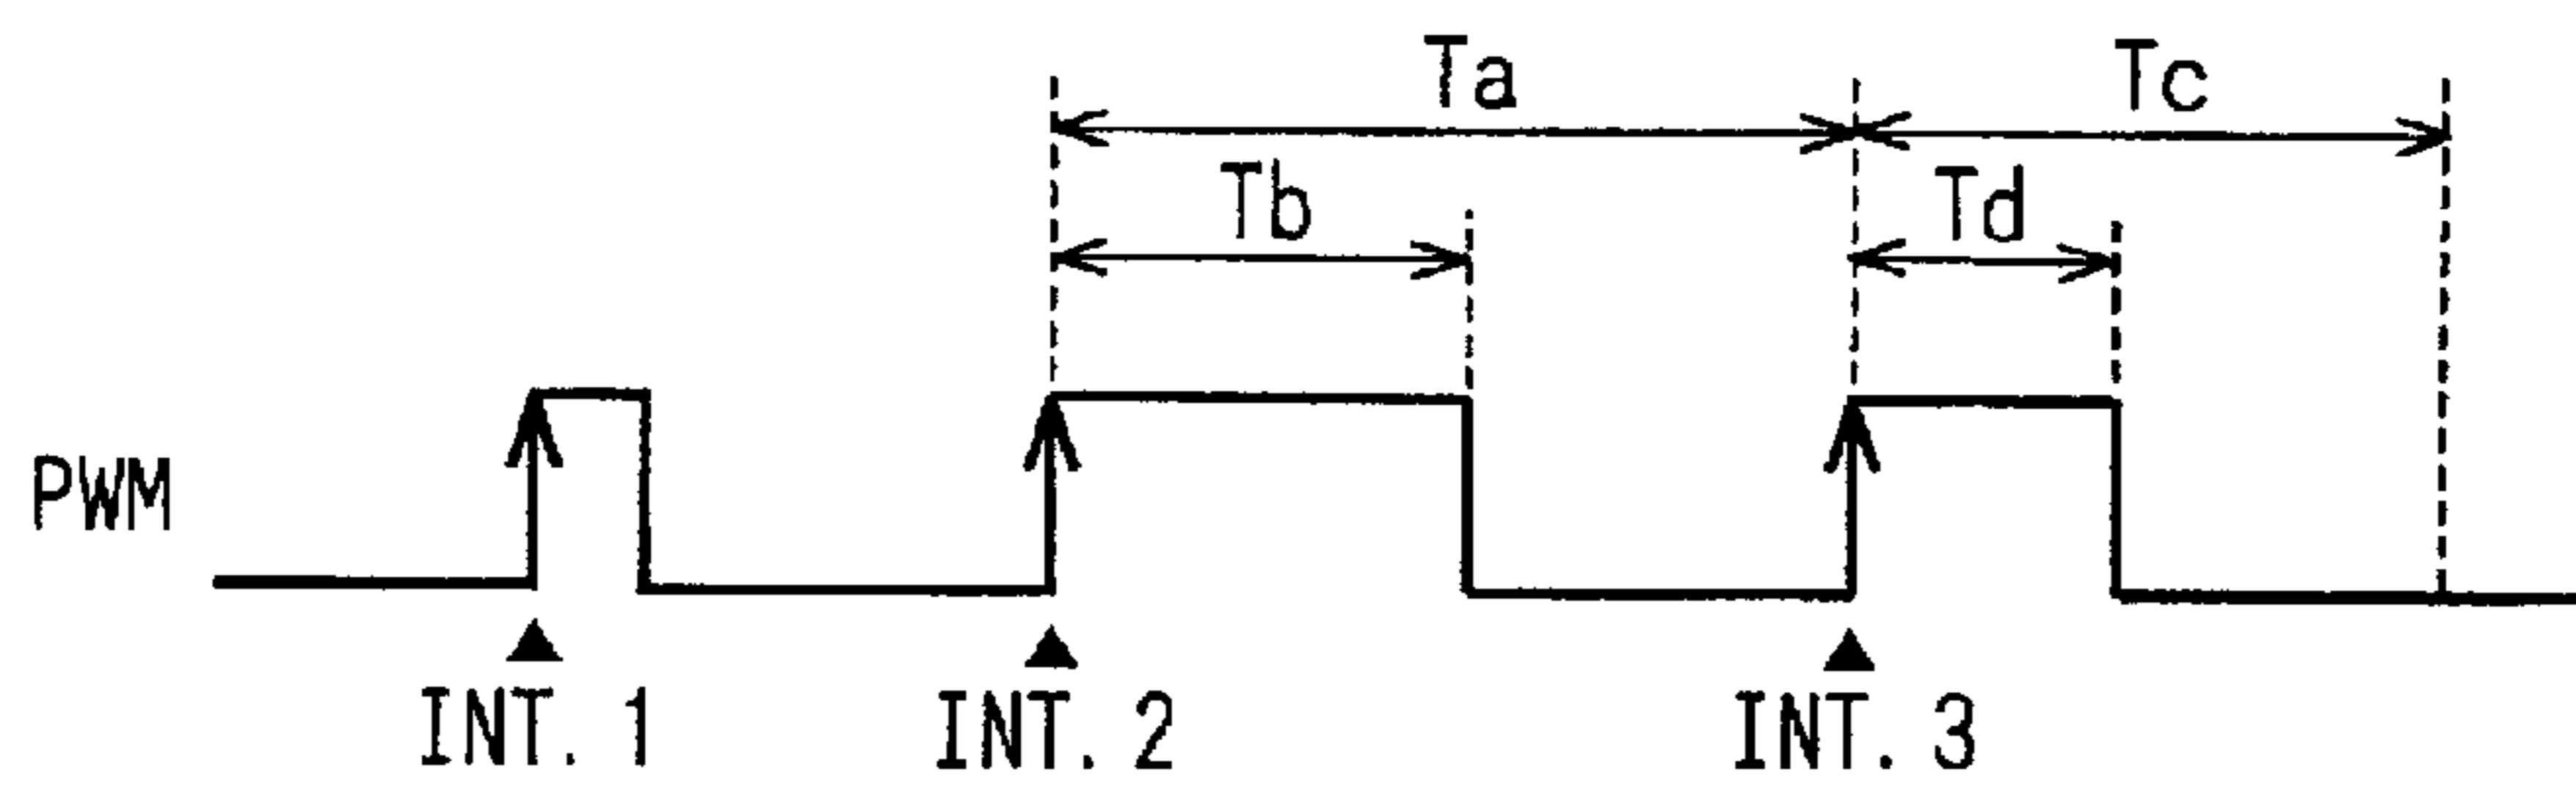 Ta Tc
Tb Td
PWM
INT. 1 INT. 2 INT. 3